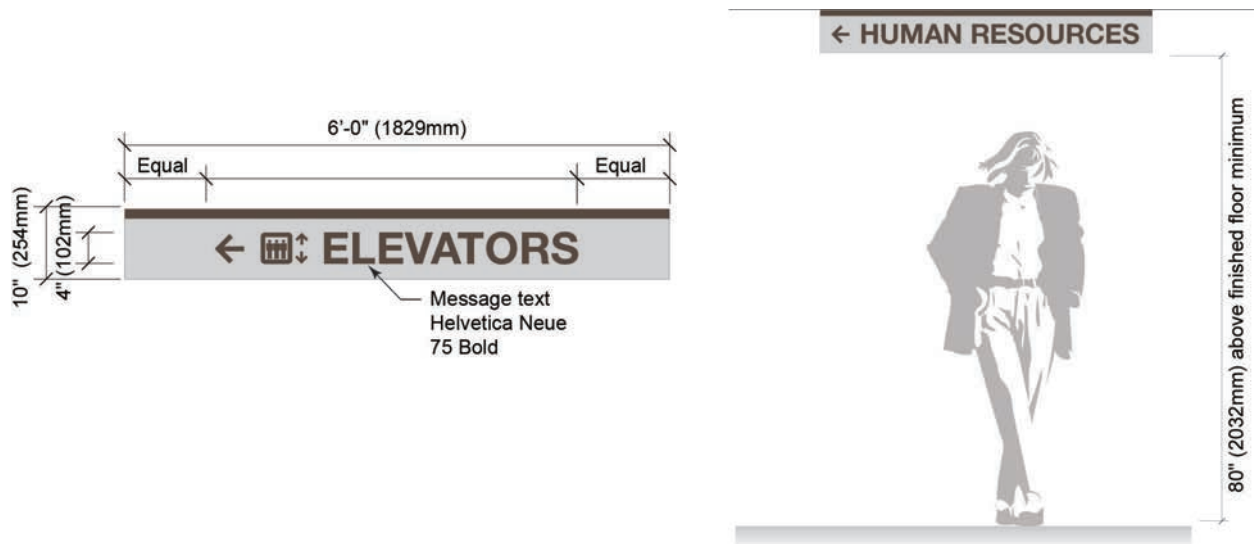 6'-0" (1829mm)
Equal
Equal
10" (254mm)
4" (102mm)
← ELEVATORS
Message text
Helvetica Neue
75 Bold
← HUMAN RESOURCES
80" (2032mm) above finished floor minimum